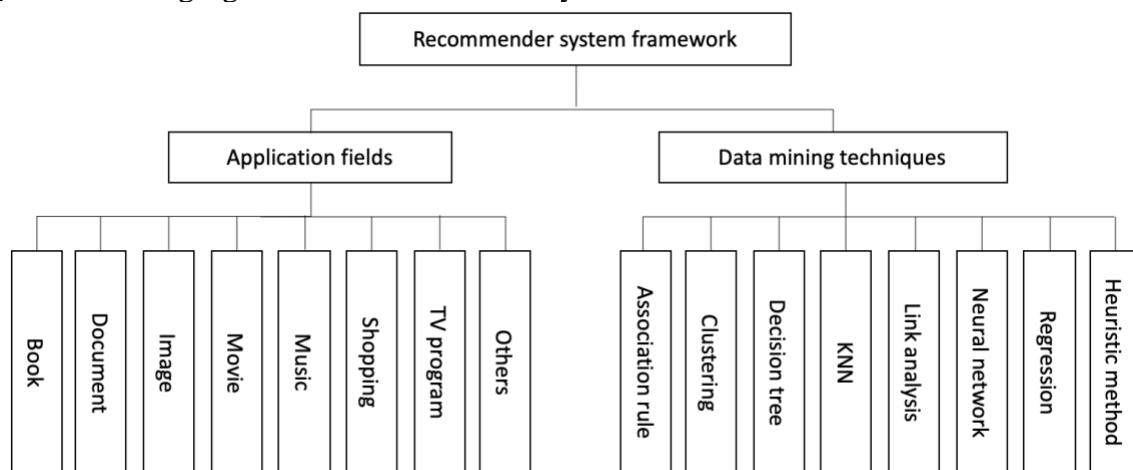 Recommender system framework
Application fields
Data mining techniques
Book
Document
Image
Movie
Music
Shopping
TV program
Others
Association rule
Clustering
Decision tree
KNN
Link analysis
Neural network
Regression
Heuristic method